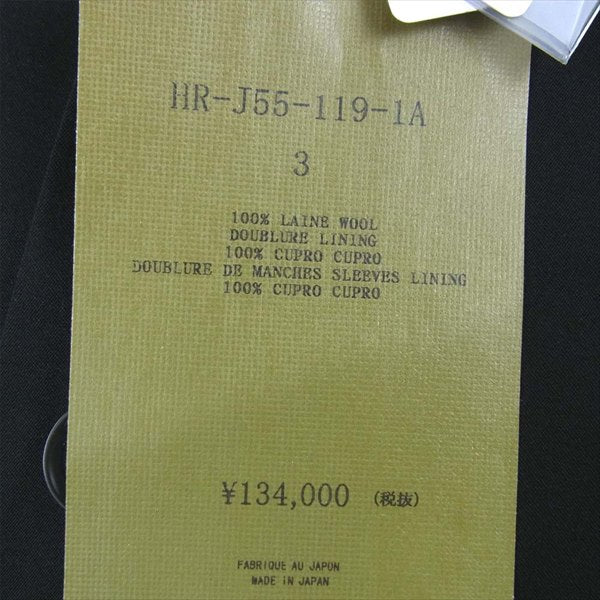 HR-J55-119-1A
3
100% LAINE WOOL
DOUBLURE LINING
100% CUPRO CUPRO
DOUBLURE DE MANCHES SLEEVES LINING
100% CUPRO CUPRO
¥134,000 (税抜)
FABRIQUE AU JAPON
MADE IN JAPAN